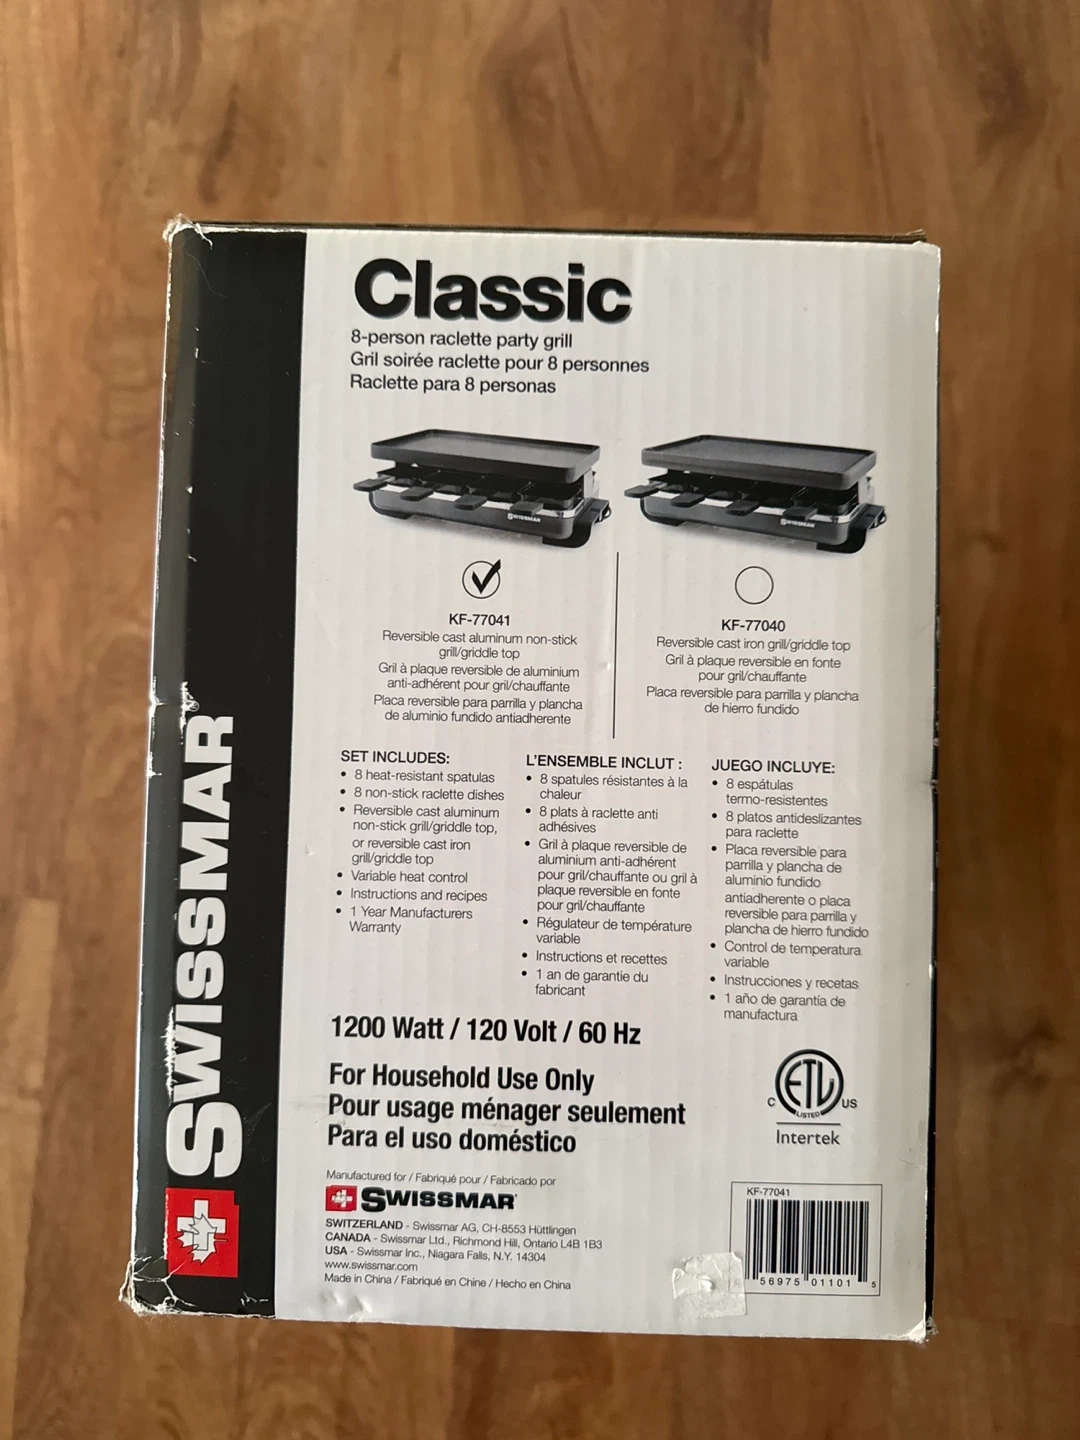 Classic
8-person raclette party grill
Gril soirée raclette pour 8 personnes
Raclette para 8 personas
SWISSMAR
SWISSMAR
KF-77041
Reversible cast aluminum non-stick
grill/griddle top
Gril à plaque reversible de aluminium
anti-adhérent pour gril/chauffante
Placa reversible para parrilla y plancha
de aluminio fundido antiadherente
KF-77040
Reversible cast iron grill/griddle top
Gril à plaque reversible en fonte
pour gril/chauffante
Placa reversible para parrilla y plancha
de hierro fundido
SET INCLUDES:
• 8 heat-resistant spatulas
• 8 non-stick raclette dishes
• Reversible cast aluminum
non-stick grill/griddle top,
or reversible cast iron
grill/griddle top
• Variable heat control
• Instructions and recipes
• 1 Year Manufacturers
Warranty
L'ENSEMBLE INCLUT :
• 8 spatules résistantes à la
chaleur
• 8 plats à raclette anti
adhésives
• Gril à plaque reversible de
aluminium anti-adhérent
pour gril/chauffante ou gril à
plaque reversible en fonte
pour gril/chauffante
• Régulateur de température
variable
• Instructions et recettes
• 1 an de garantie du
fabricant
JUEGO INCLUYE:
• 8 espátulas
termo-resistentes
• 8 platos antideslizantes
para raclette
• Placa reversible para
parrilla y plancha de
aluminio fundido
antiadherente o placa
reversible para parrilla y
plancha de hierro fundido
• Control de temperatura
variable
• Instrucciones y recetas
• 1 año de garantía de
manufactura
1200 Watt / 120 Volt / 60 Hz
For Household Use Only
Pour usage ménager seulement
Para el uso doméstico
C ETL US
LISTED
Intertek
Manufactured for / Fabriqué pour / Fabricado por
SWISSMAR
SWITZERLAND - Swissmar AG, CH-8553 Hüttlingen
CANADA - Swissmar Ltd., Richmond Hill, Ontario L4B 1B3
USA - Swissmar Inc., Niagara Falls, N.Y. 14304
www.swissmar.com
Made in China / Fabriqué en Chine / Hecho en China
KF-77041
56975 01101 5
SWISSMAR®